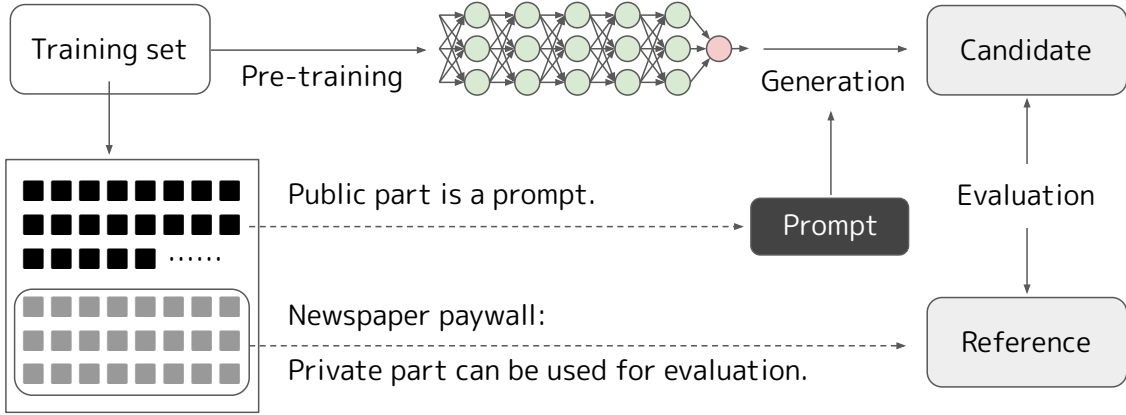 Training set
Pre-training
Generation
Candidate
Public part is a prompt.
Prompt
Evaluation
......
Newspaper paywall:
Private part can be used for evaluation.
Reference